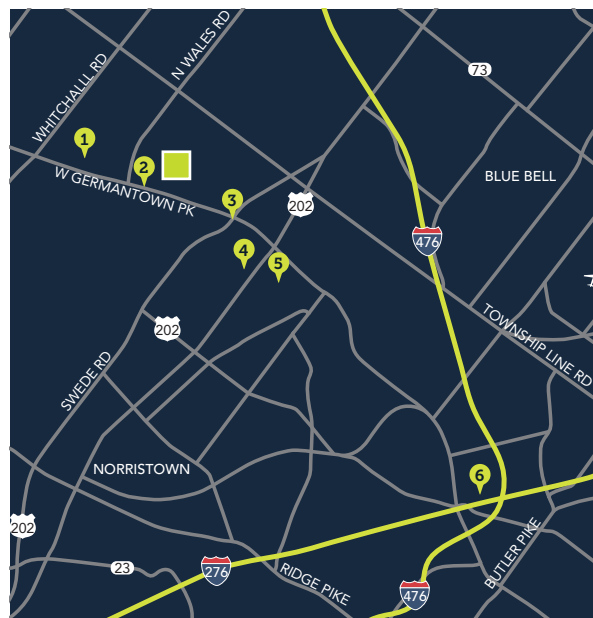 WHITCHALL RD
N WALES RD
73
1
2
W GERMANTOWN PK
BLUE BELL
3
202
476
4
5
202
TOWNSHIP LINE RD
SWEDE RD
NORRISTOWN
6
202
23
276
RIDGE PIKE
476
BUTLER PIKE